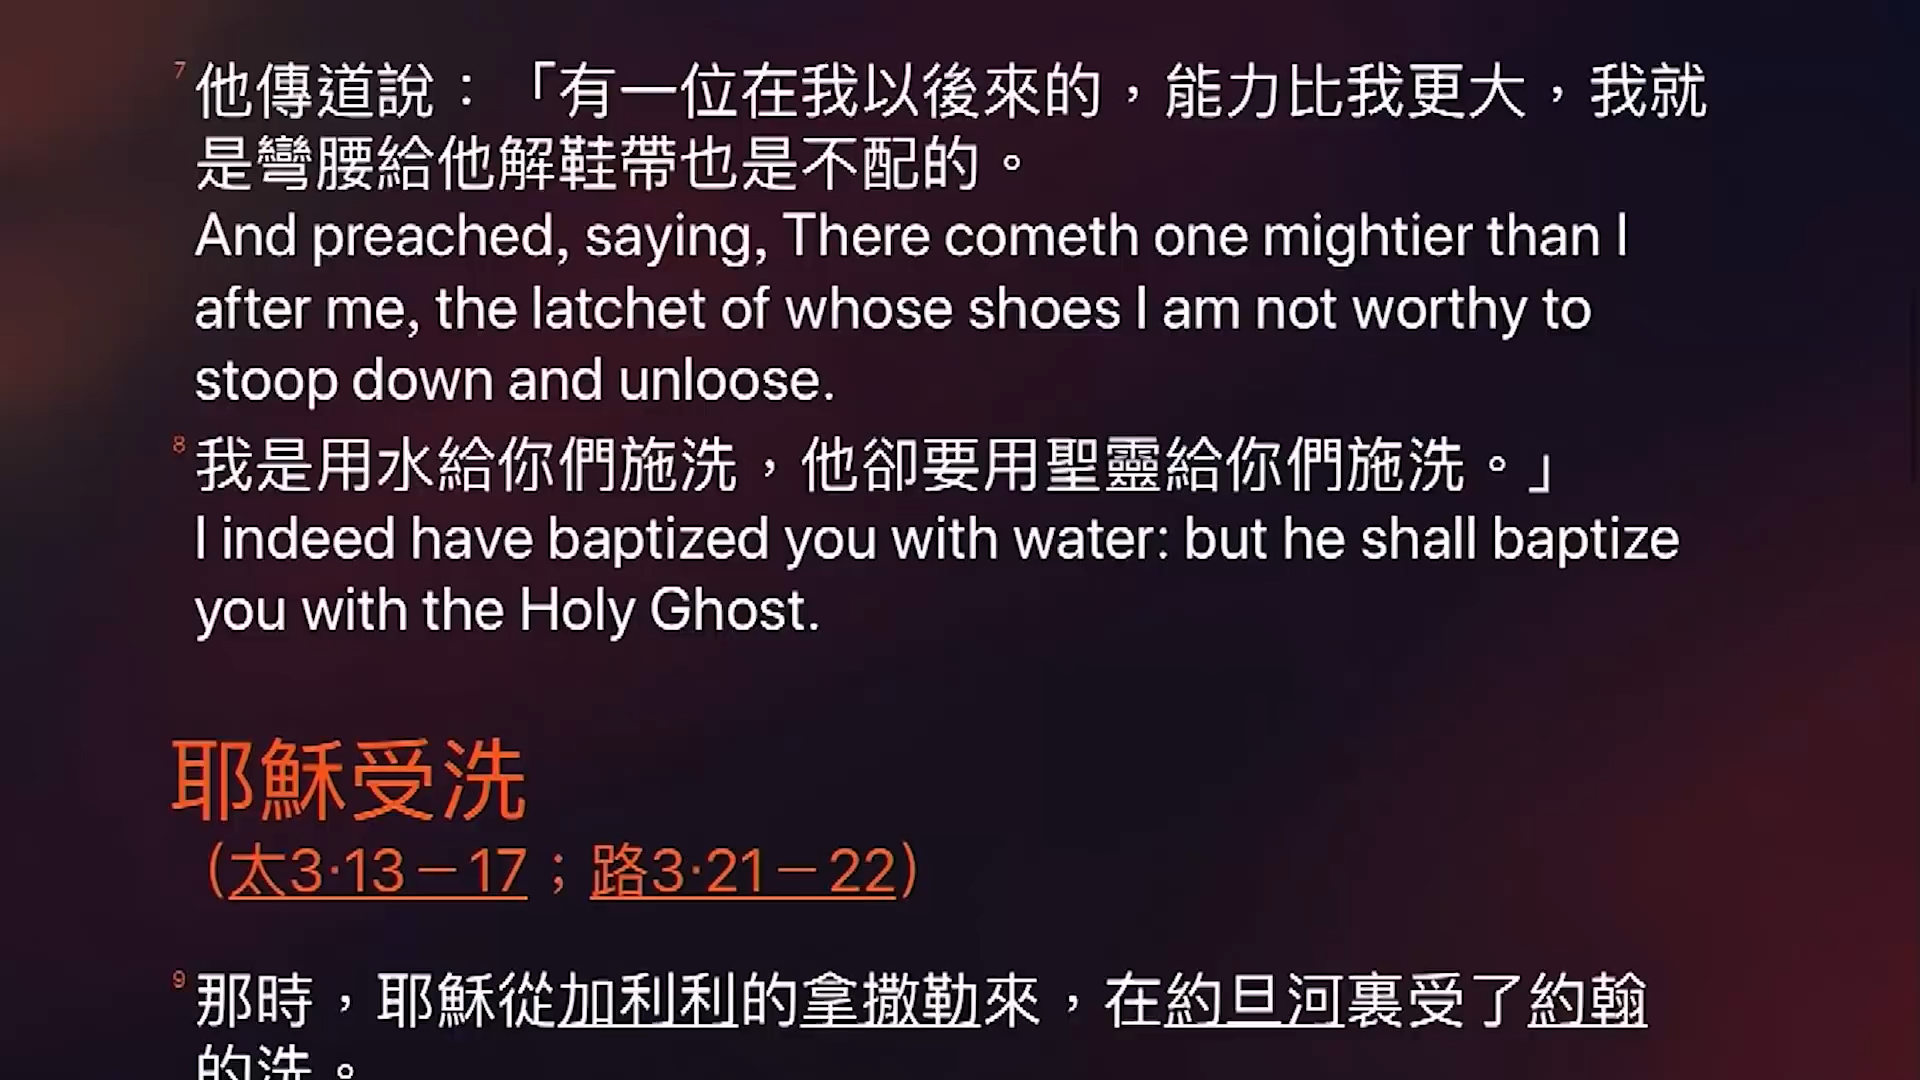 7 他傳道說：「有一位在我以後來的，能力比我更大，我就
是彎腰給他解鞋帶也是不配的。
And preached, saying, There cometh one mightier than I
after me, the latchet of whose shoes I am not worthy to
stoop down and unloose.
8 我是用水給你們施洗，他卻要用聖靈給你們施洗。」
I indeed have baptized you with water: but he shall baptize
you with the Holy Ghost.
耶穌受洗
（太3·13－17；路3·21－22）
9 那時，耶穌從加利利的拿撒勒來，在約旦河裏受了約翰
的洗。